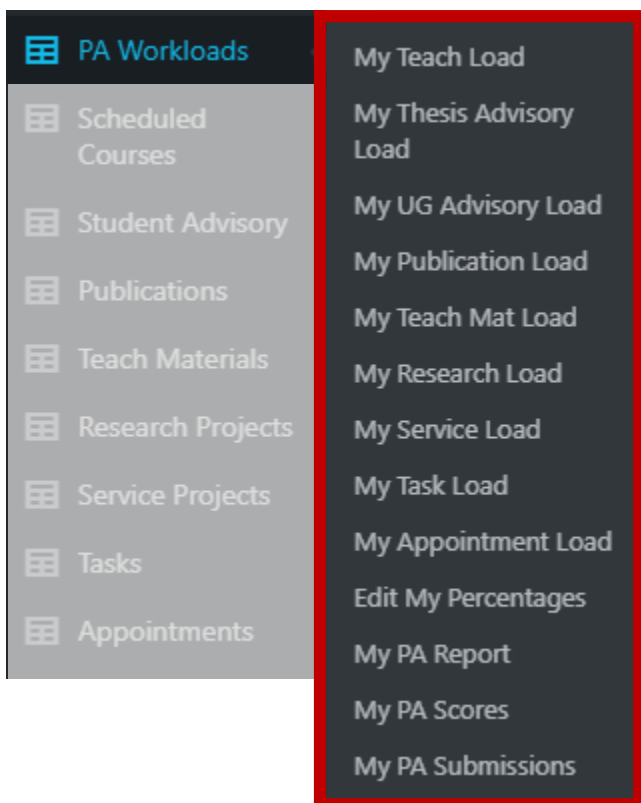 PA Workloads
Scheduled
Courses
Student Advisory
Publications
Teach Materials
Research Projects
Service Projects
Tasks
Appointments
My Teach Load
My Thesis Advisory
Load
My UG Advisory Load
My Publication Load
My Teach Mat Load
My Research Load
My Service Load
My Task Load
My Appointment Load
Edit My Percentages
My PA Report
My PA Scores
My PA Submissions